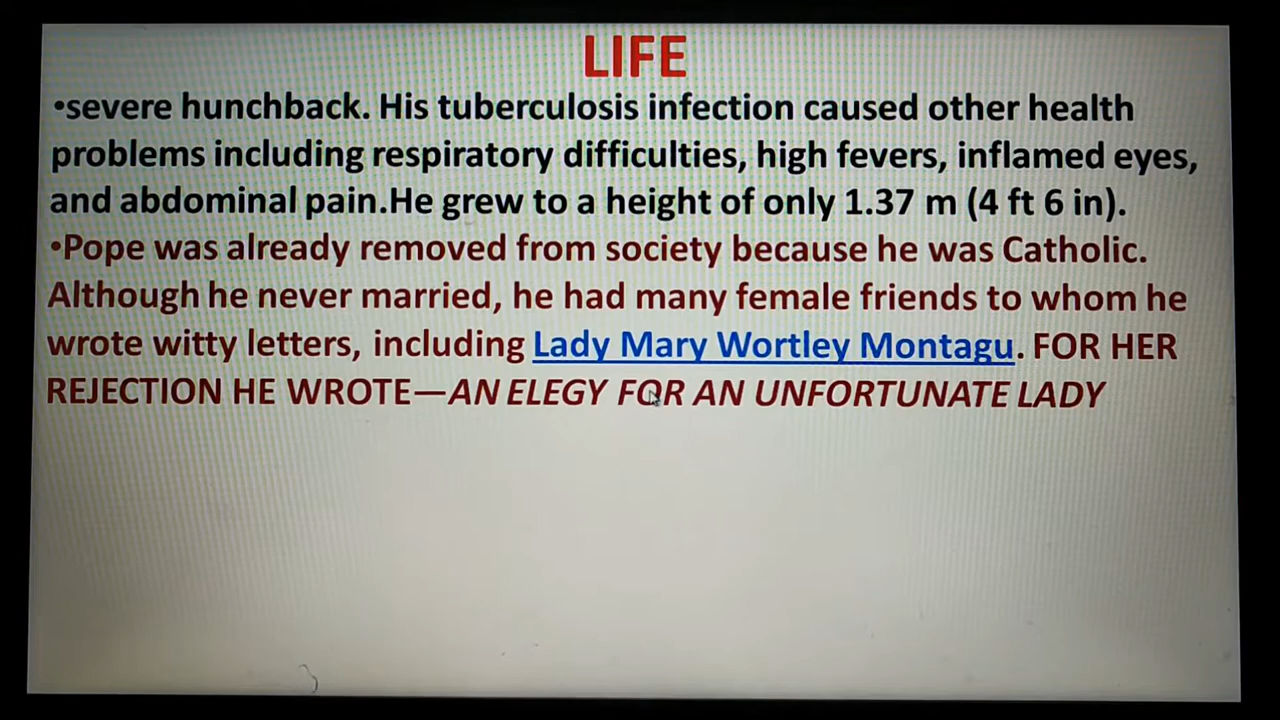 LIFE
•severe hunchback. His tuberculosis infection caused other health
problems including respiratory difficulties, high fevers, inflamed eyes,
and abdominal pain.He grew to a height of only 1.37 m (4 ft 6 in).
•Pope was already removed from society because he was Catholic.
Although he never married, he had many female friends to whom he
wrote witty letters, including Lady Mary Wortley Montagu. FOR HER
REJECTION HE WROTE—AN ELEGY FOR AN UNFORTUNATE LADY